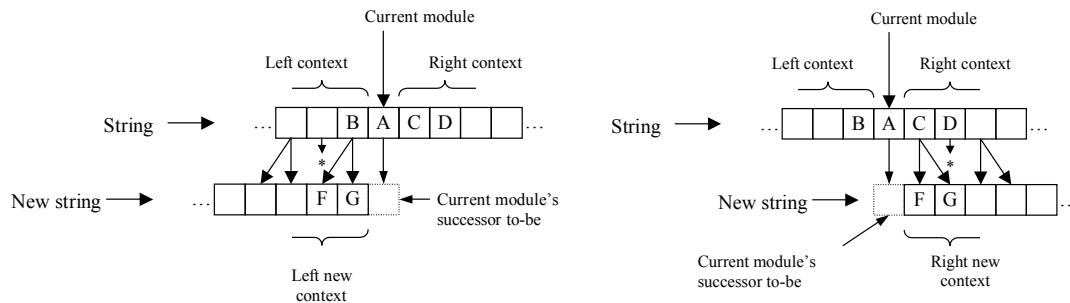 Current module
Left context
Right context
String
… B A C D …
*
New string
… F G
Current module's
successor to-be
Left new
context
Current module
Left context
Right context
String
… B A C D …
*
New string
F G …
Current module's
successor to-be
Right new
context